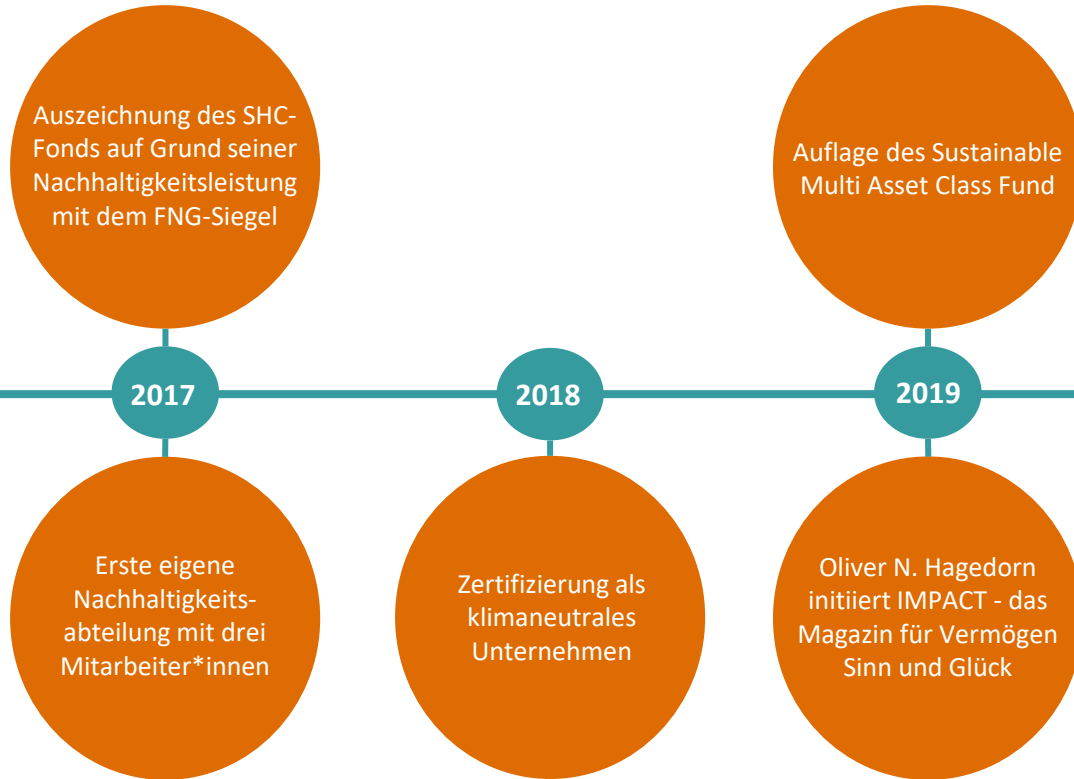 Auszeichnung des SHC-
Fonds auf Grund seiner
Nachhaltigkeitsleistung
mit dem FNG-Siegel
Auflage des Sustainable
Multi Asset Class Fund
2017
2018
2019
Erste eigene
Nachhaltigkeits-
abteilung mit drei
Mitarbeiter*innen
Zertifizierung als
klimaneutrales
Unternehmen
Oliver N. Hagedorn
initiiert IMPACT - das
Magazin für Vermögen
Sinn und Glück